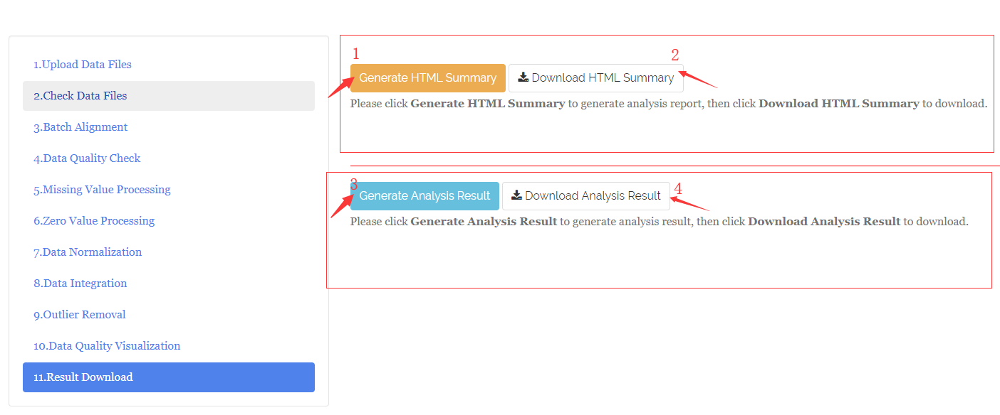 1.Upload Data Files
2.Check Data Files
3.Batch Alignment
4.Data Quality Check
5.Missing Value Processing
6.Zero Value Processing
7.Data Normalization
8.Data Integration
9.Outlier Removal
10.Data Quality Visualization
11.Result Download
1
2
Generate HTML Summary
Download HTML Summary
Please click Generate HTML Summary to generate analysis report, then click Download HTML Summary to download.
3
4
Generate Analysis Result
Download Analysis Result
Please click Generate Analysis Result to generate analysis result, then click Download Analysis Result to download.